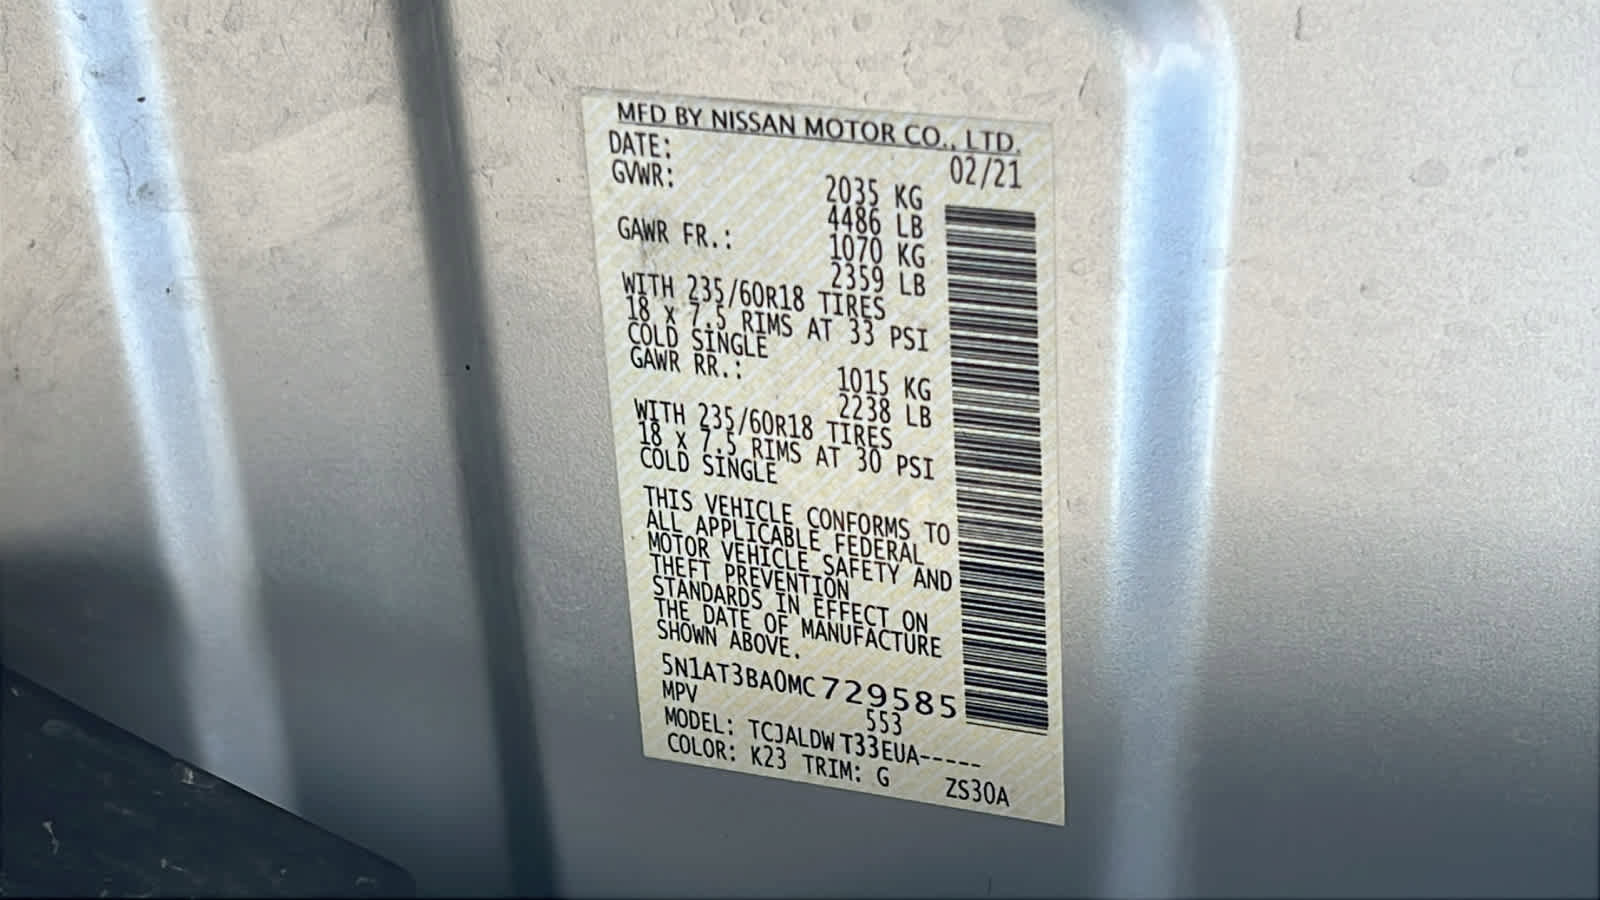 MFD BY NISSAN MOTOR CO., LTD.
DATE: 02/21
GVWR: 2035 KG
4486 LB
GAWR FR.: 1070 KG
2359 LB
WITH 235/60R18 TIRES
18 x 7.5 RIMS AT 33 PSI
COLD SINGLE
GAWR RR.: 1015 KG
2238 LB
WITH 235/60R18 TIRES
18 x 7.5 RIMS AT 30 PSI
COLD SINGLE
THIS VEHICLE CONFORMS TO
ALL APPLICABLE FEDERAL
MOTOR VEHICLE SAFETY AND
THEFT PREVENTION
STANDARDS IN EFFECT ON
THE DATE OF MANUFACTURE
SHOWN ABOVE.
5N1AT3BA0MC729585
MPV 553
MODEL: TCJALDW T33EUA-----
COLOR: K23 TRIM: G ZS30A